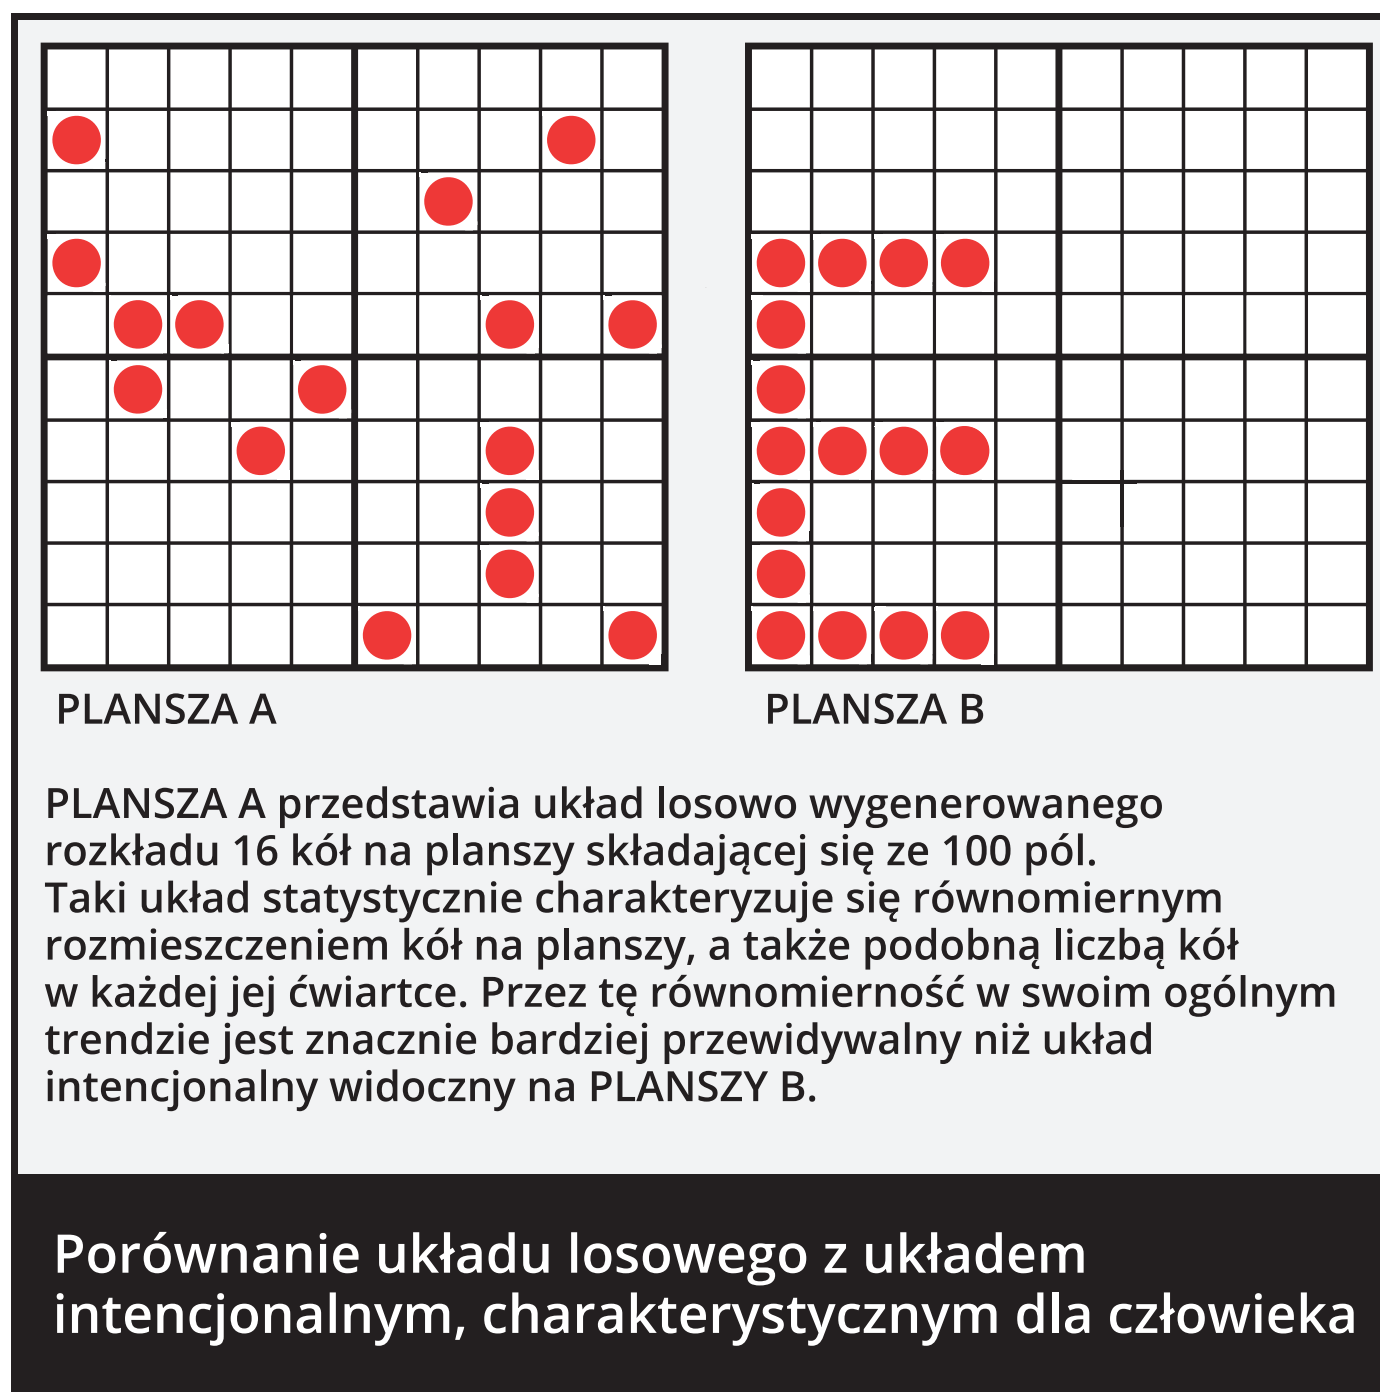 PLANSZA A
PLANSZA B
PLANSZA A przedstawia układ losowo wygenerowanego
rozkładu 16 kół na planszy składającej się ze 100 pól.
Taki układ statystycznie charakteryzuje się równomiernym
rozmieszczeniem kół na planszy, a także podobną liczbą kół
w każdej jej ćwiartce. Przez tę równomierność w swoim ogólnym
trendzie jest znacznie bardziej przewidywalny niż układ
intencjonalny widoczny na PLANSZY B.
Porównanie układu losowego z układem
intencjonalnym, charakterystycznym dla człowieka